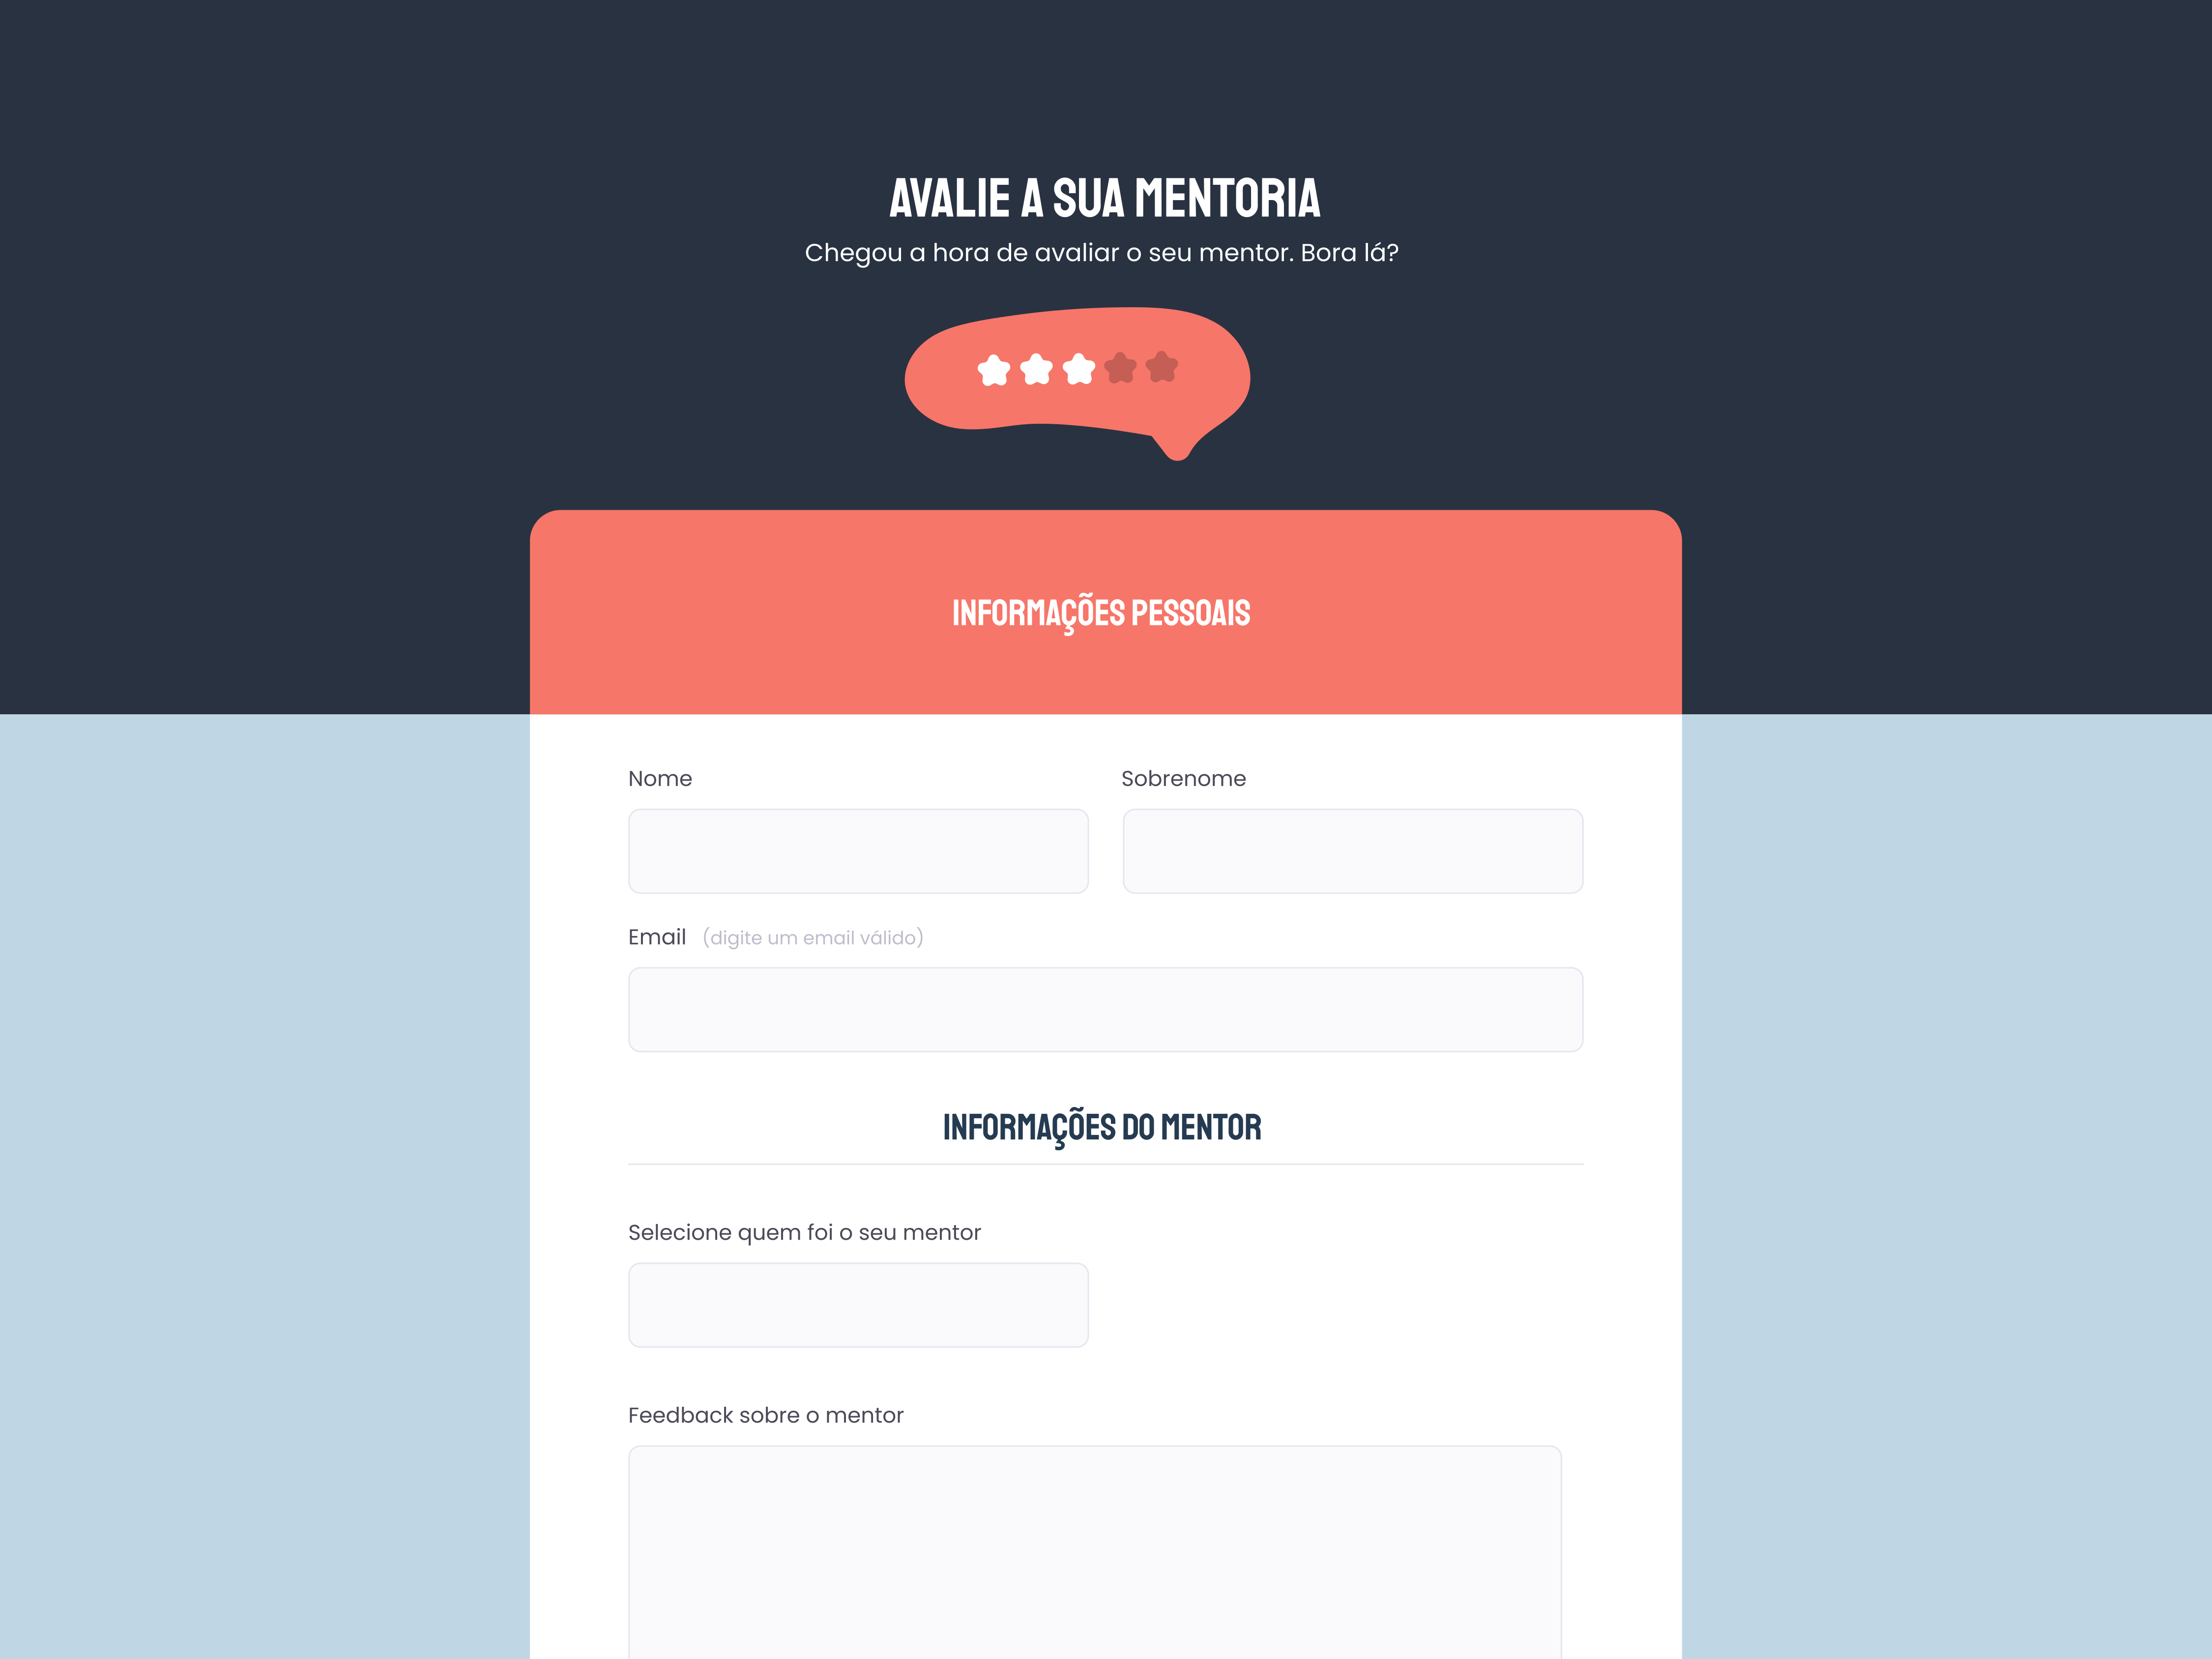 AVALIE A SUA MENTORIA
Chegou a hora de avaliar o seu mentor. Bora lá?
INFORMAÇÕES PESSOAIS
Nome
Sobrenome
Email (digite um email válido)
INFORMAÇÕES DO MENTOR
Selecione quem foi o seu mentor
Feedback sobre o mentor